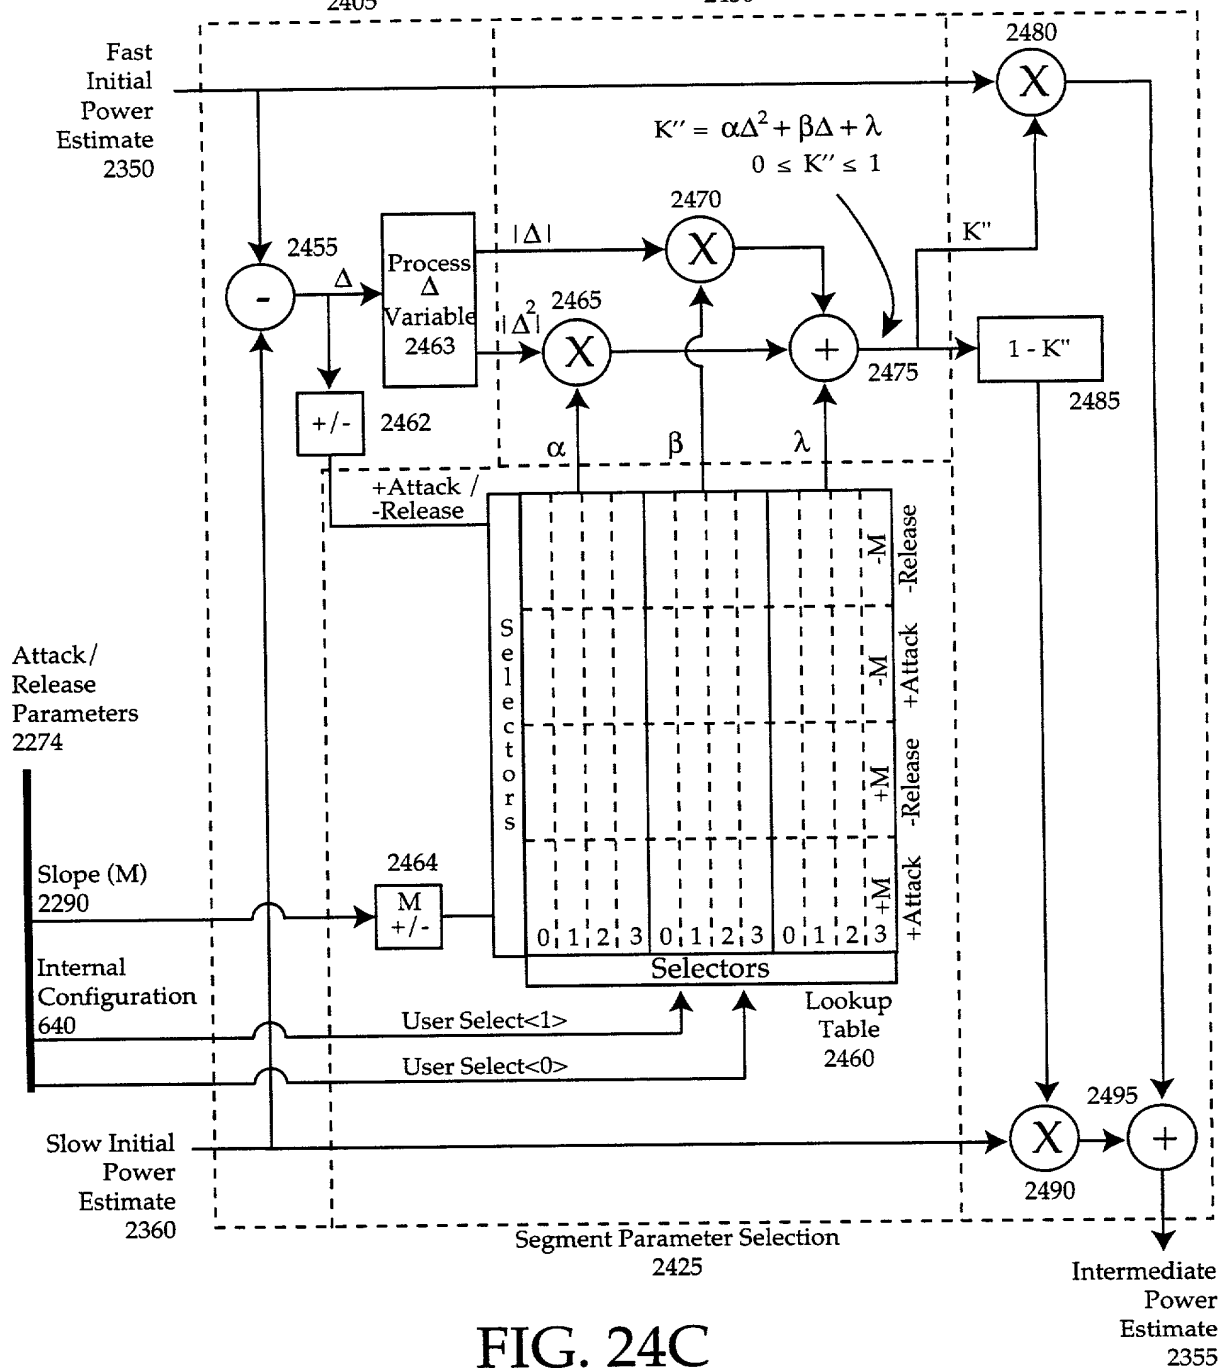 2405
Fast
Initial
Power
Estimate
2350
2480
X
K″ = αΔ² + βΔ + λ
0 ≤ K″ ≤ 1
2470
X
K"
2455
-
Δ
Process
Δ
Variable
2463
|Δ|
|Δ²|
2465
X
+
2475
1 - K"
2485
+/-
2462
α
β
λ
+Attack /
-Release
Selectors
-M
-Release
-M
+Attack
+M
-Release
+M
+Attack
0 1 2 3 0 1 2 3 0 1 2 3
Selectors
Lookup
Table
2460
Attack/
Release
Parameters
2274
Slope (M)
2290
2464
M
+/-
Internal
Configuration
640
User Select<1>
User Select<0>
Slow Initial
Power
Estimate
2360
X
2490
2495
+
Segment Parameter Selection
2425
Intermediate
Power
Estimate
2355
FIG. 24C